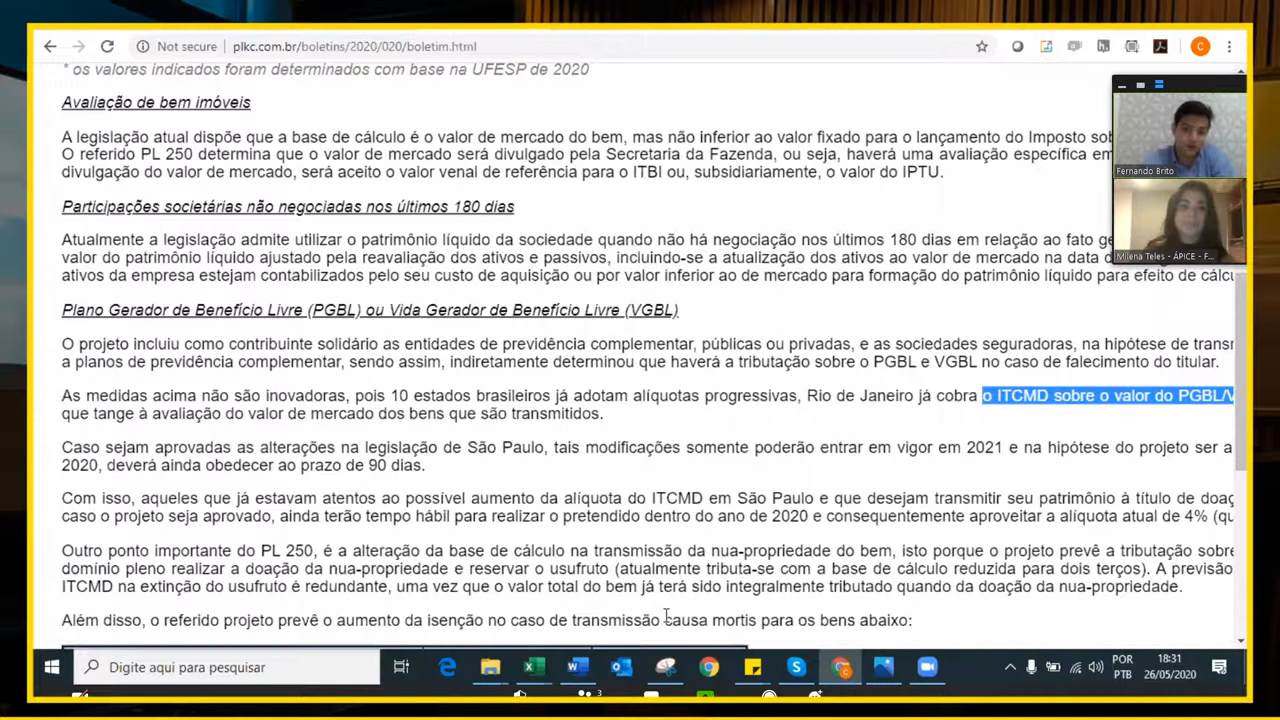 Not secure
plkc.com.br/boletins/2020/020/boletim.html
C
* os valores indicados foram determinados com base na UFESP de 2020
Avaliação de bem imóveis
A legislação atual dispõe que a base de cálculo é o valor de mercado do bem, mas não inferior ao valor fixado para o lançamento do Imposto
O referido PL 250 determina que o valor de mercado será divulgado pela Secretaria da Fazenda, ou seja, haverá uma avaliação específica em
divulgação do valor de mercado, será aceito o valor venal de referência para o ITBI ou, subsidiariamente, o valor do IPTU.
Fernando Brito
Participações societárias não negociadas nos últimos 180 dias
Atualmente a legislação admite utilizar o patrimônio líquido da sociedade quando não há negociação nos últimos 180 dias em relação ao fato
valor do patrimônio líquido ajustado pela reavaliação dos ativos e passivos, incluindo-se a atualização dos ativos ao valor de mercado na data
Milena Teles - ÁPICE - F...
ativos da empresa estejam contabilizados pelo seu custo de aquisição ou por valor inferior ao de mercado para formação do patrimônio líquido para efeito de
Plano Gerador de Benefício Livre (PGBL) ou Vida Gerador de Benefício Livre (VGBL)
O projeto incluiu como contribuinte solidário as entidades de previdência complementar, públicas ou privadas, e as sociedades seguradoras, na hipótese de
a planos de previdência complementar, sendo assim, indiretamente determinou que haverá a tributação sobre o PGBL e VGBL no caso de falecimento do titular.
As medidas acima não são inovadoras, pois 10 estados brasileiros já adotam alíquotas progressivas, Rio de Janeiro já cobra o ITCMD sobre o valor do PGBL/V
que tange à avaliação do valor de mercado dos bens que são transmitidos.
Caso sejam aprovadas as alterações na legislação de São Paulo, tais modificações somente poderão entrar em vigor em 2021 e na hipótese do projeto ser a
2020, deverá ainda obedecer ao prazo de 90 dias.
Com isso, aqueles que já estavam atentos ao possível aumento da alíquota do ITCMD em São Paulo e que desejam transmitir seu patrimônio à título de
caso o projeto seja aprovado, ainda terão tempo hábil para realizar o pretendido dentro do ano de 2020 e consequentemente aproveitar a alíquota atual de 4%
Outro ponto importante do PL 250, é a alteração da base de cálculo na transmissão da nua-propriedade do bem, isto porque o projeto prevê a tributação
domínio pleno realizar a doação da nua-propriedade e reservar o usufruto (atualmente tributa-se com a base de cálculo reduzida para dois terços). A previsão
ITCMD na extinção do usufruto é redundante, uma vez que o valor total do bem já terá sido integralmente tributado quando da doação da nua-propriedade.
Além disso, o referido projeto prevê o aumento da isenção no caso de transmissão causa mortis para os bens abaixo:
Digite aqui para pesquisar
POR
PTB
18:31
26/05/2020
3